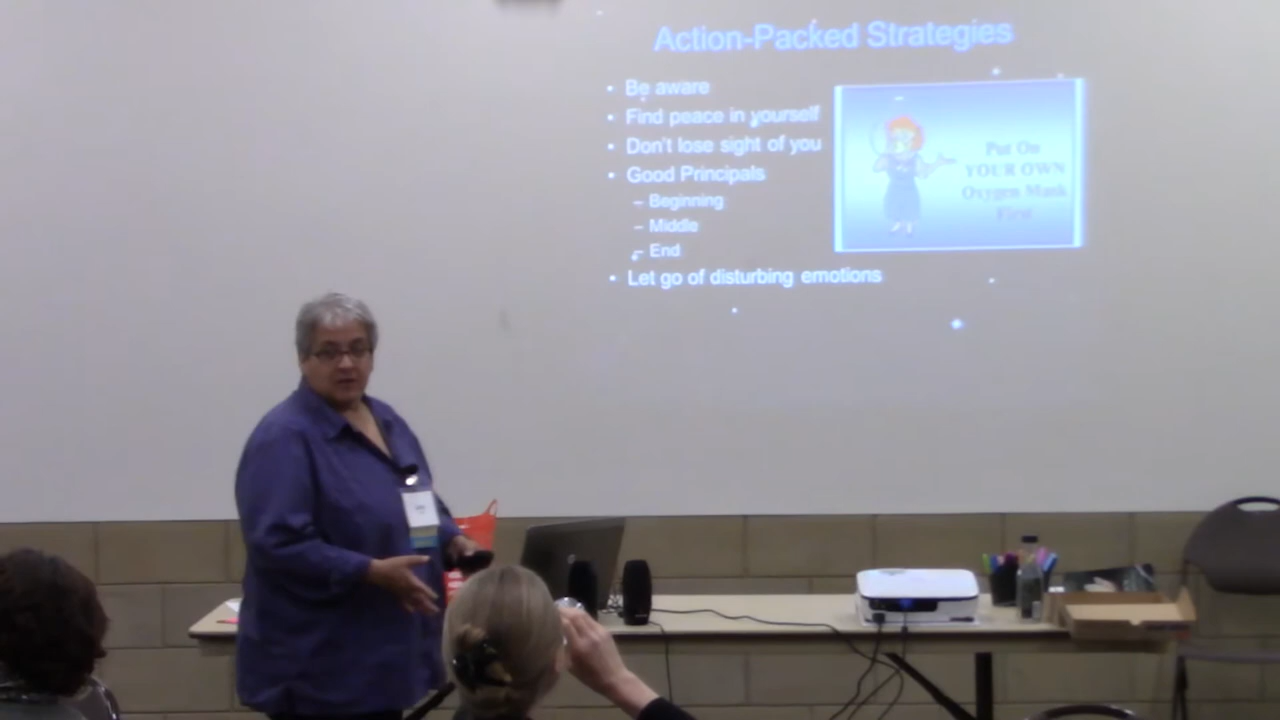 Action-Packed Strategies
• Be aware
• Find peace in yourself
• Don't lose sight of you
• Good Principals
– Beginning
– Middle
– End
• Let go of disturbing emotions
Put On
YOUR OWN
Oxygen Mask
First